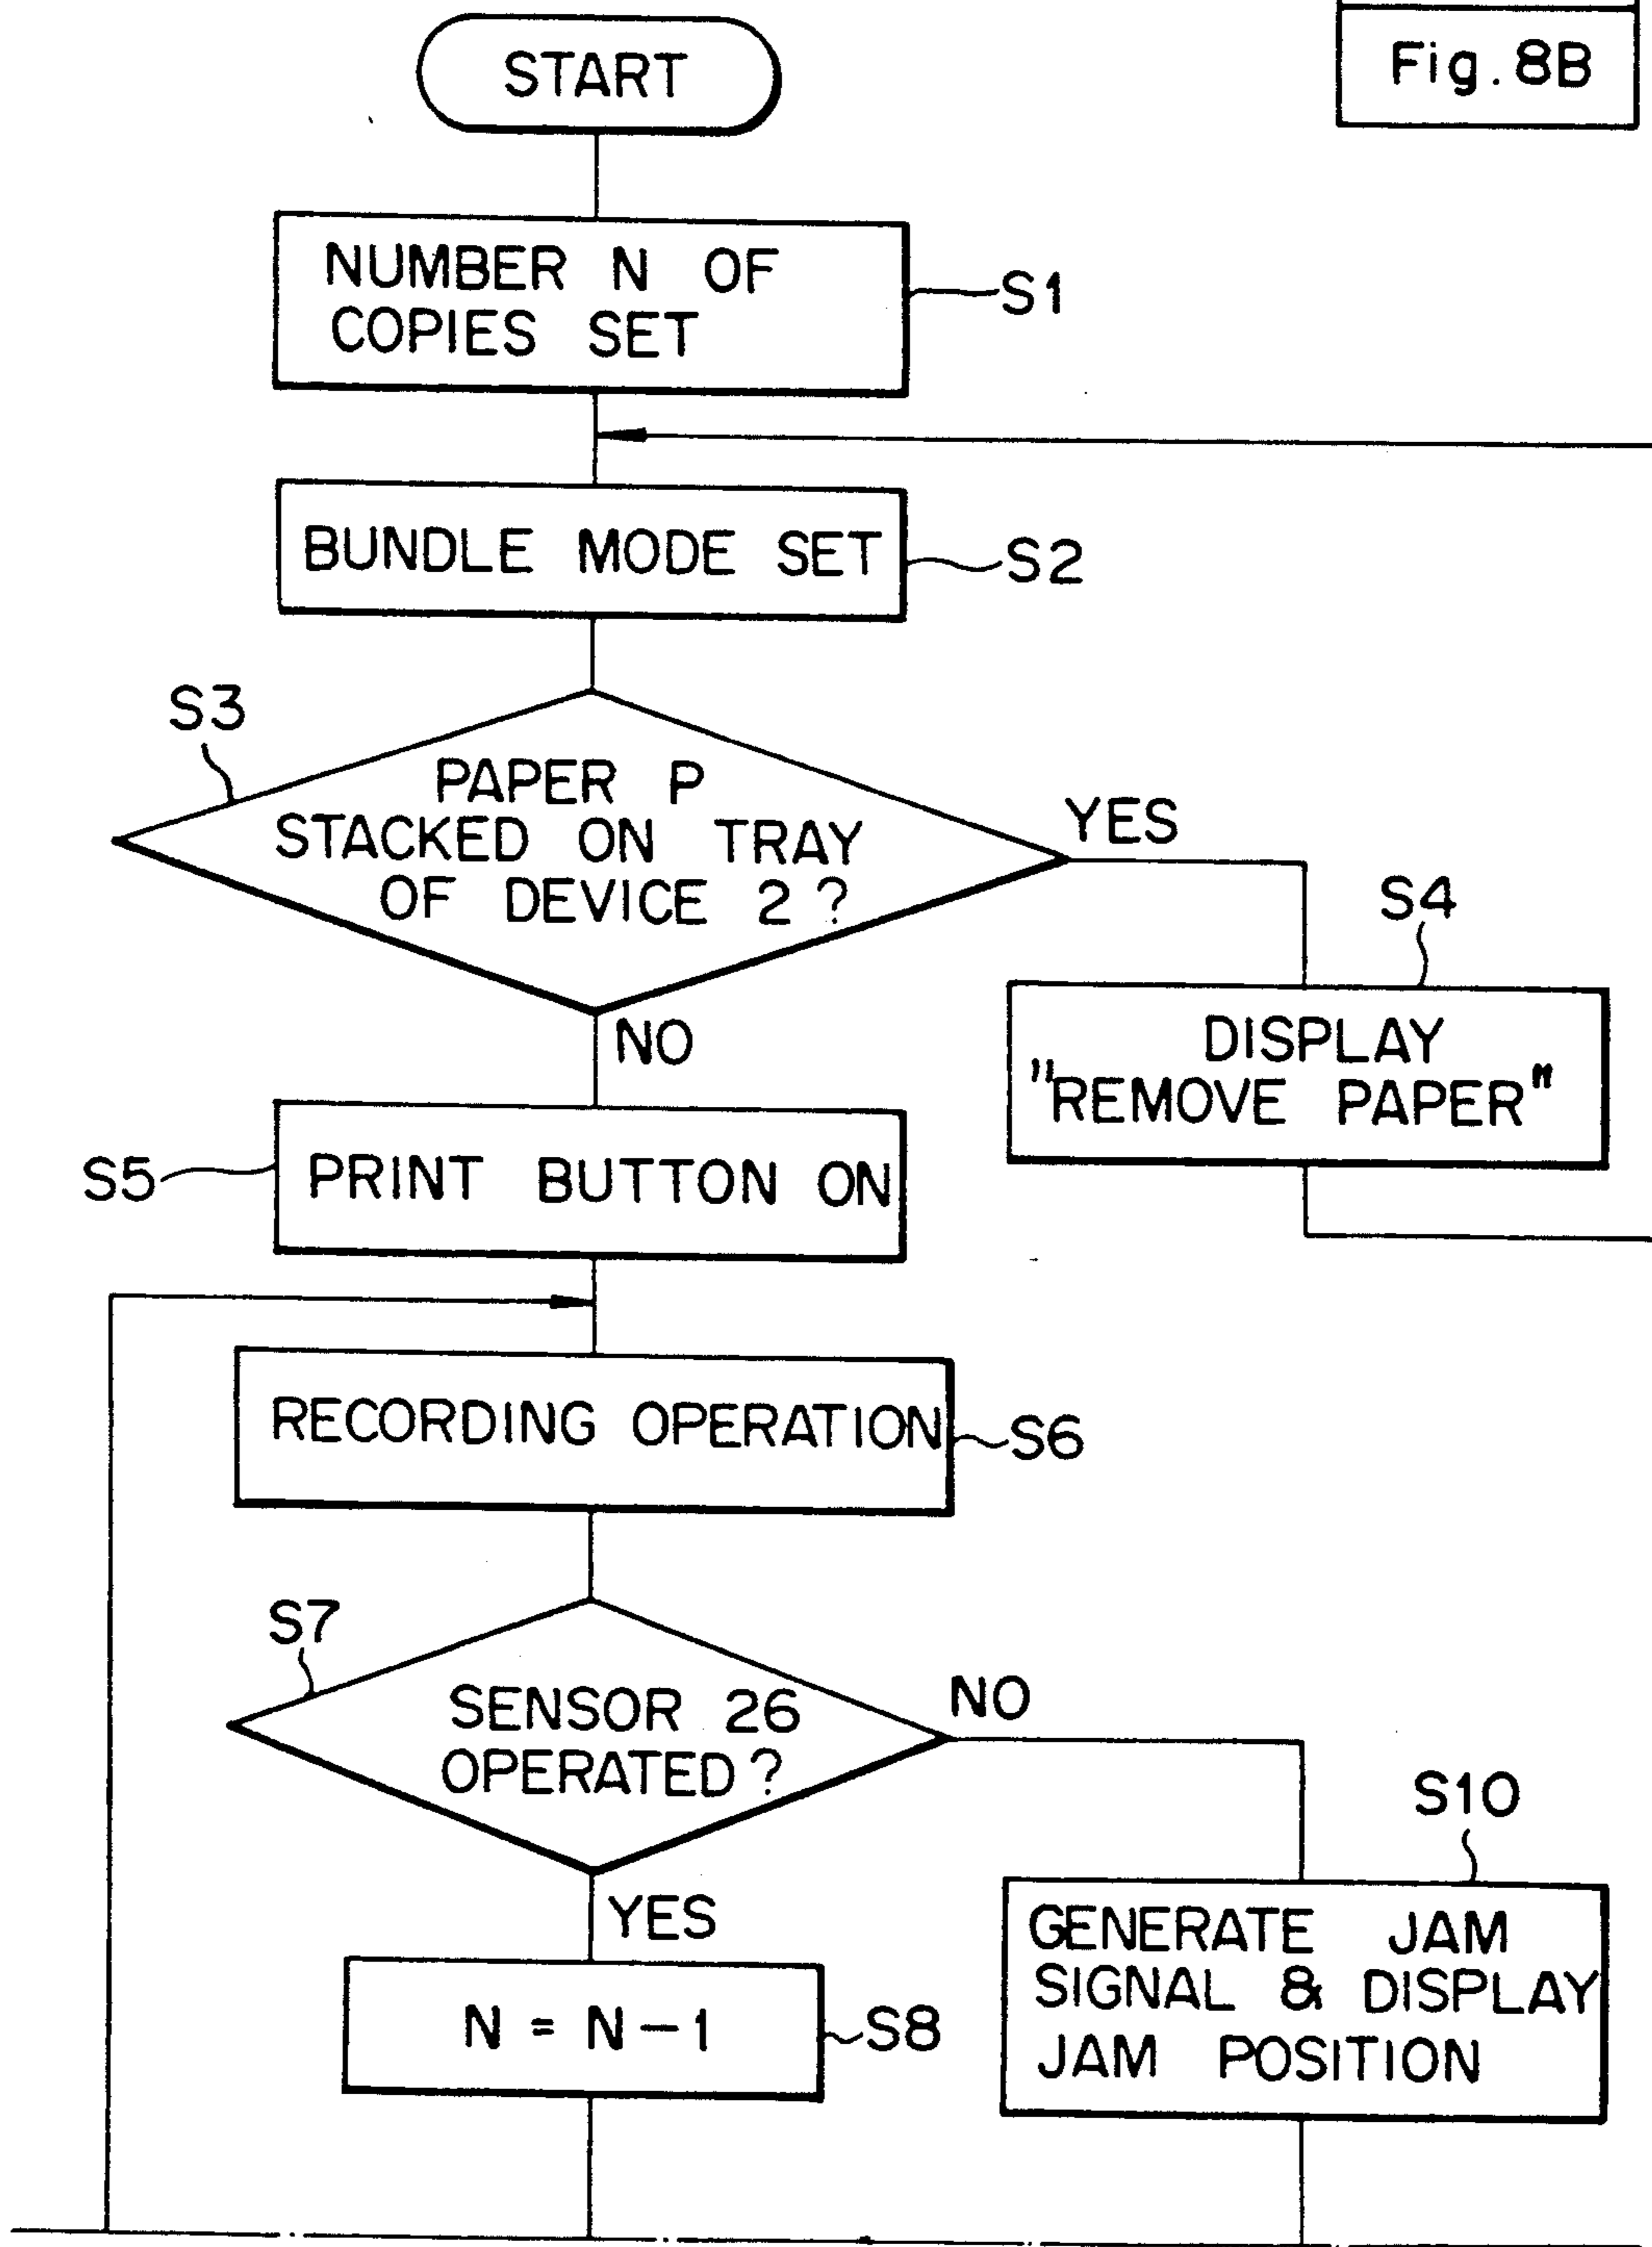 START
Fig. 8B
NUMBER N OF
COPIES SET
S1
BUNDLE MODE SET
S2
S3
PAPER P
STACKED ON TRAY
OF DEVICE 2 ?
YES
NO
S4
DISPLAY
"REMOVE PAPER"
S5
PRINT BUTTON ON
RECORDING OPERATION
S6
S7
SENSOR 26
OPERATED ?
NO
YES
S10
GENERATE JAM
SIGNAL & DISPLAY
JAM POSITION
N = N - 1
S8